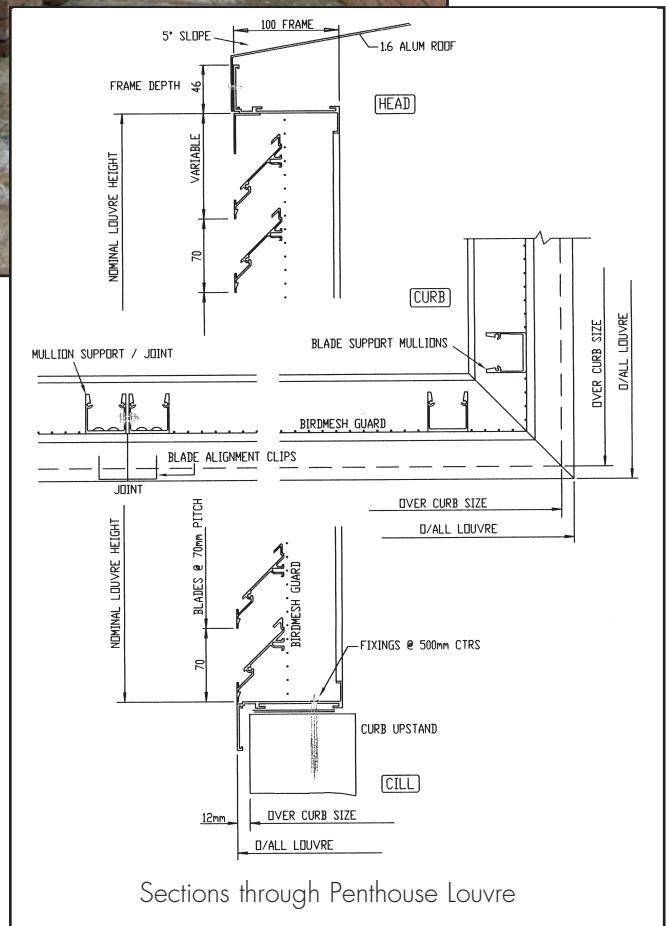 100 FRAME
5° SLOPE
1.6 ALUM ROOF
FRAME DEPTH
46
HEAD
NOMINAL LOUVRE HEIGHT
VARIABLE
70
CURB
MULLION SUPPORT / JOINT
BLADE SUPPORT MULLIONS
OVER CURB SIZE
O/ALL LOUVRE
BIRDMESH GUARD
BLADE ALIGNMENT CLIPS
JOINT
OVER CURB SIZE
O/ALL LOUVRE
NOMINAL LOUVRE HEIGHT
BLADES @ 70mm PITCH
BIRDMESH GUARD
70
FIXINGS @ 500mm CTRS
CURB UPSTAND
CILL
12mm
OVER CURB SIZE
O/ALL LOUVRE
Sections through Penthouse Louvre